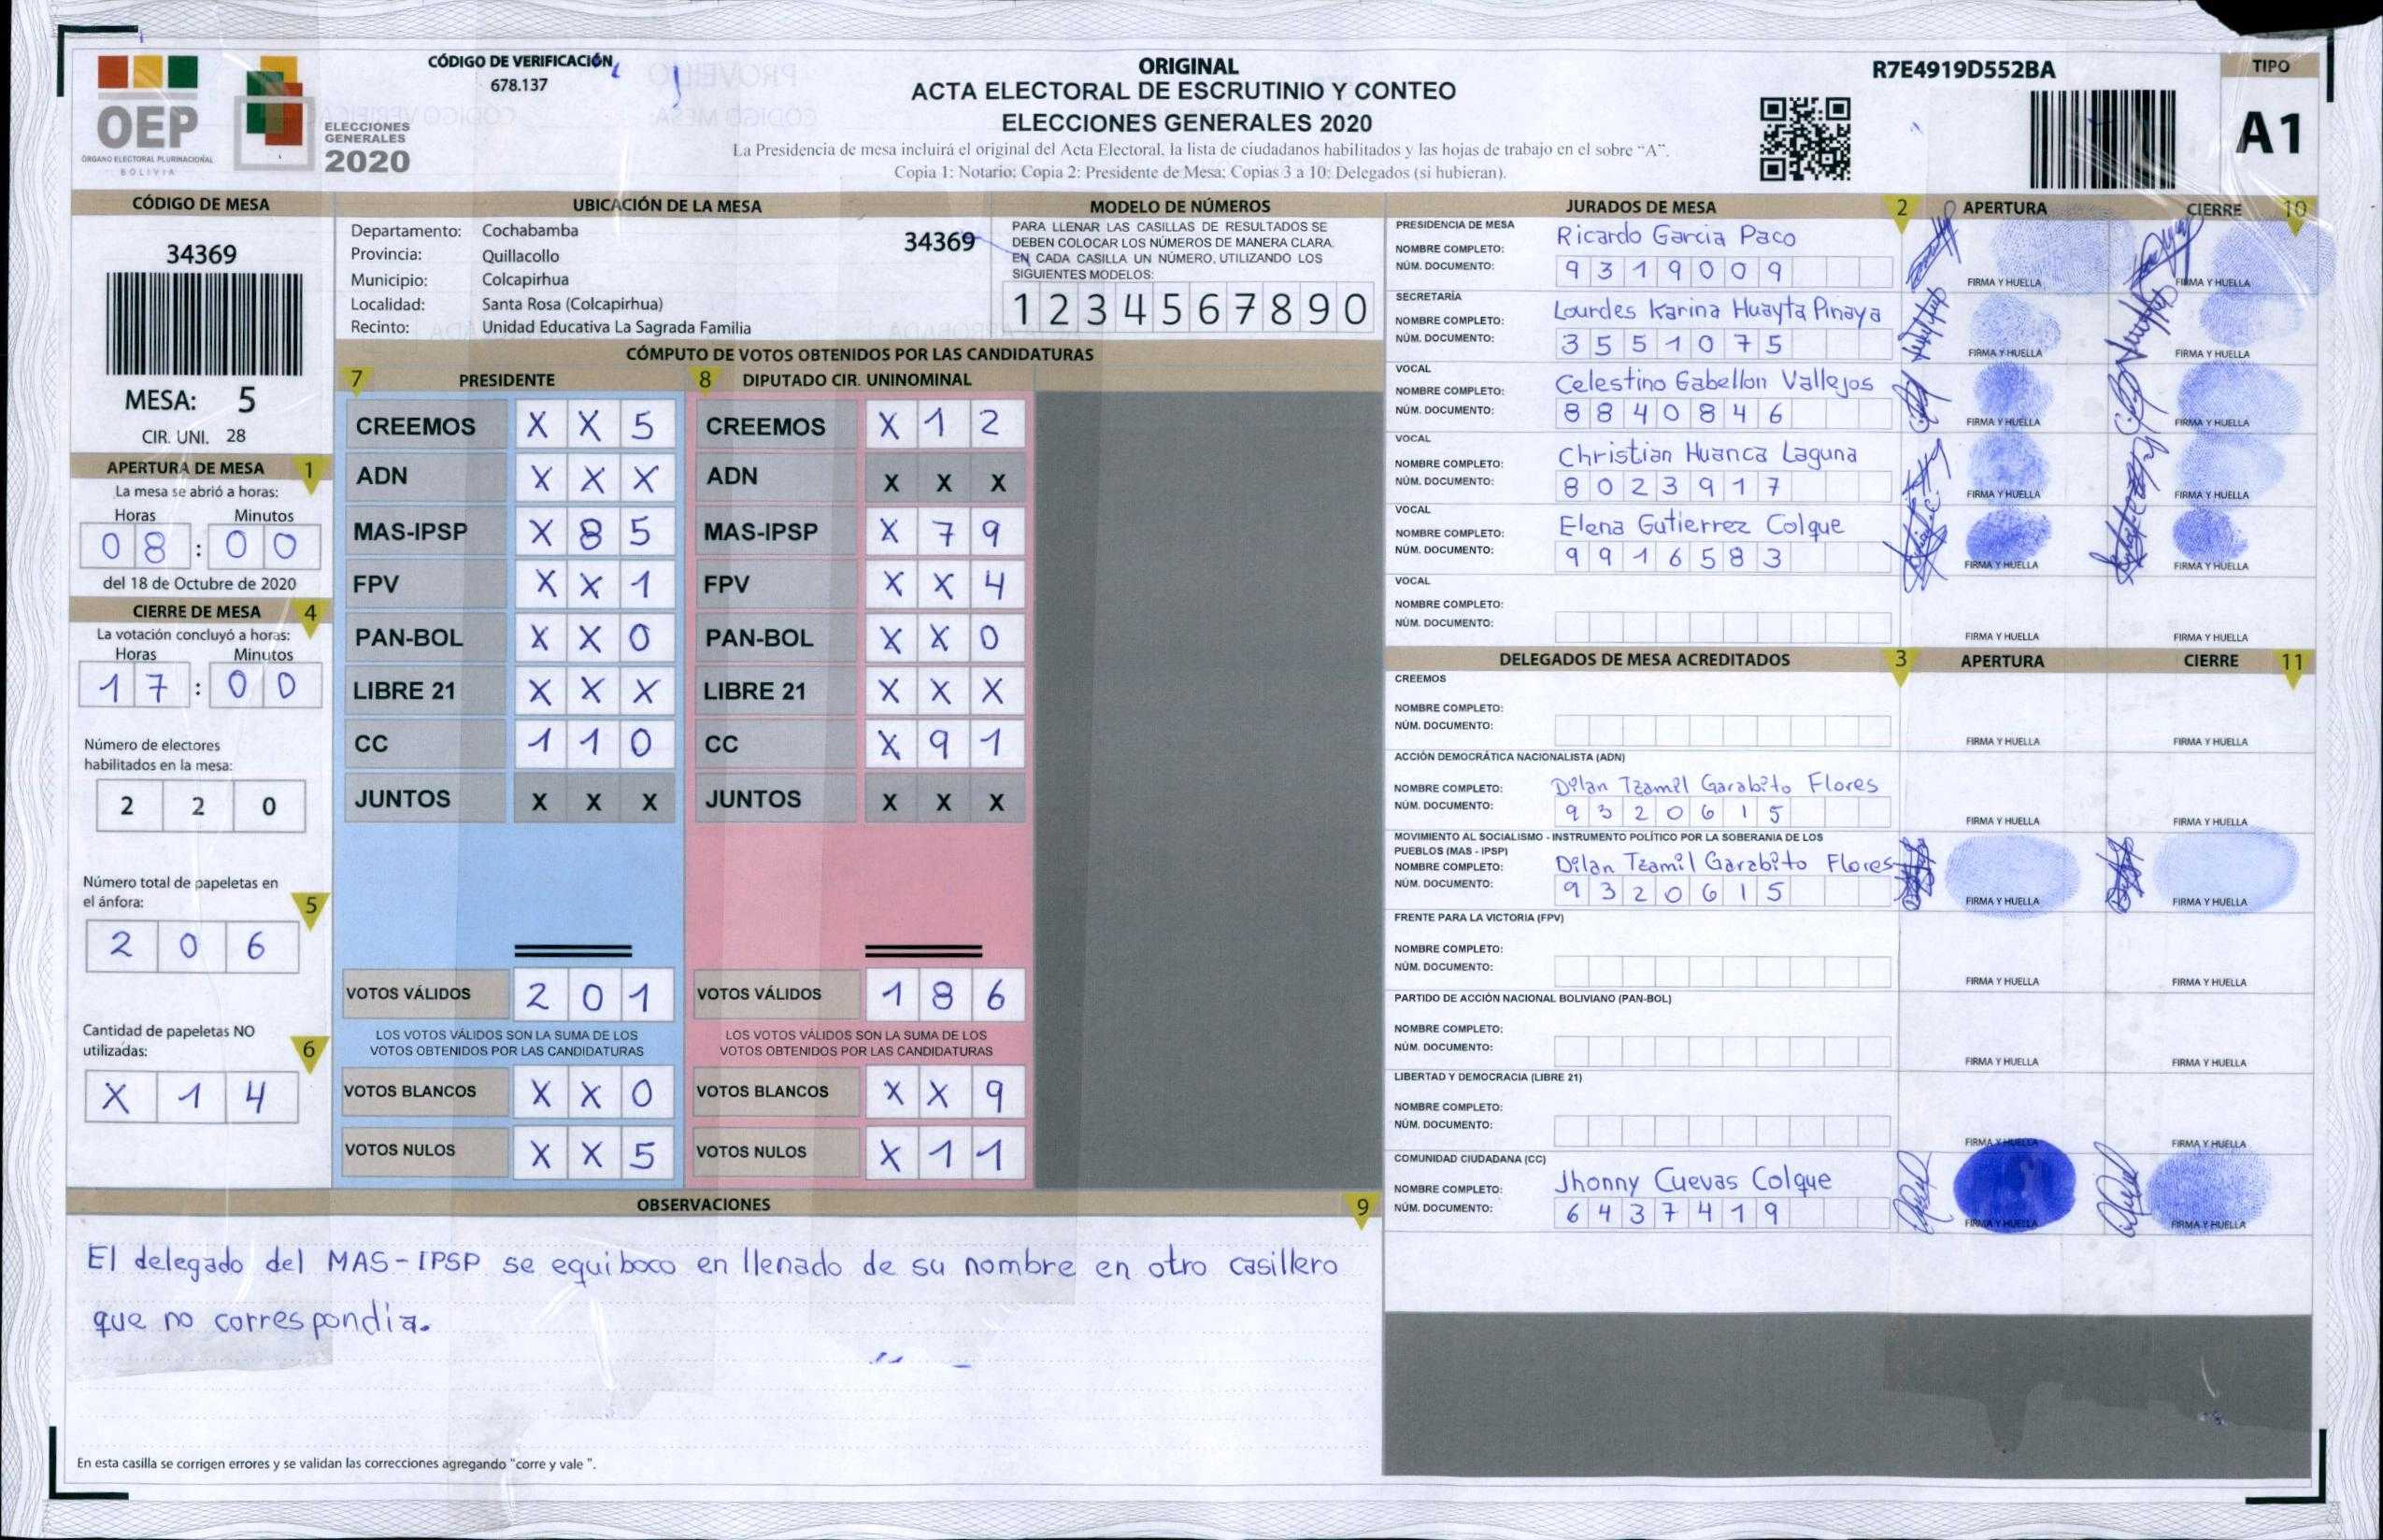 CÓDIGO DE VERIFICACIÓN
678.137
OEP
ÓRGANO ELECTORAL PLURINACIONAL
BOLIVIA
ELECCIONES
GENERALES
2020
ORIGINAL
ACTA ELECTORAL DE ESCRUTINIO Y CONTEO
ELECCIONES GENERALES 2020
La Presidencia de mesa incluirá el original del Acta Electoral, la lista de ciudadanos habilitados y las hojas de trabajo en el sobre “A”.
Copia 1: Notario; Copia 2: Presidente de Mesa; Copias 3 a 10: Delegados (si hubieran).
R7E4919D552BA
TIPO
A1
CÓDIGO DE MESA
34369
MESA: 5
CIR. UNI. 28
APERTURA DE MESA 1
La mesa se abrió a horas:
Horas Minutos
0 8 : 0 0
del 18 de Octubre de 2020
CIERRE DE MESA 4
La votación concluyó a horas:
Horas Minutos
1 7 : 0 0
Número de electores
habilitados en la mesa:
2 2 0
Número total de papeletas en
el ánfora: 5
2 0 6
Cantidad de papeletas NO
utilizadas: 6
X 1 4
UBICACIÓN DE LA MESA
Departamento: Cochabamba
34369
Provincia: Quillacollo
Municipio: Colcapirhua
Localidad: Santa Rosa (Colcapirhua)
Recinto: Unidad Educativa La Sagrada Familia
MODELO DE NÚMEROS
PARA LLENAR LAS CASILLAS DE RESULTADOS SE
DEBEN COLOCAR LOS NÚMEROS DE MANERA CLARA,
EN CADA CASILLA UN NÚMERO, UTILIZANDO LOS
SIGUIENTES MODELOS:
1 2 3 4 5 6 7 8 9 0
CÓMPUTO DE VOTOS OBTENIDOS POR LAS CANDIDATURAS
7 PRESIDENTE
CREEMOS X X 5
ADN X X X
MAS-IPSP X 8 5
FPV X X 1
PAN-BOL X X 0
LIBRE 21 X X X
CC 1 1 0
JUNTOS X X X
VOTOS VÁLIDOS 2 0 1
LOS VOTOS VÁLIDOS SON LA SUMA DE LOS
VOTOS OBTENIDOS POR LAS CANDIDATURAS
VOTOS BLANCOS X X 0
VOTOS NULOS X X 5
8 DIPUTADO CIR. UNINOMINAL
CREEMOS X 1 2
ADN X X X
MAS-IPSP X 7 9
FPV X X 4
PAN-BOL X X 0
LIBRE 21 X X X
CC X 9 1
JUNTOS X X X
VOTOS VÁLIDOS 1 8 6
LOS VOTOS VÁLIDOS SON LA SUMA DE LOS
VOTOS OBTENIDOS POR LAS CANDIDATURAS
VOTOS BLANCOS X X 9
VOTOS NULOS X 1 1
OBSERVACIONES 9
El delegado del MAS-IPSP se equiboco en llenado de su nombre en otro casillero
que no correspondia.
En esta casilla se corrigen errores y se validan las correcciones agregando "corre y vale ".
JURADOS DE MESA 2 APERTURA CIERRE 10
PRESIDENCIA DE MESA
NOMBRE COMPLETO: Ricardo Garcia Paco
NÚM. DOCUMENTO: 9 3 1 9 0 0 9
FIRMA Y HUELLA FIRMA Y HUELLA
SECRETARÍA
NOMBRE COMPLETO: Lourdes Karina Huayta Pinaya
NÚM. DOCUMENTO: 3 5 5 1 0 7 5
FIRMA Y HUELLA FIRMA Y HUELLA
VOCAL
NOMBRE COMPLETO: Celestino Gabellon Vallejos
NÚM. DOCUMENTO: 8 8 4 0 8 4 6
FIRMA Y HUELLA FIRMA Y HUELLA
VOCAL
NOMBRE COMPLETO: Christian Huanca Laguna
NÚM. DOCUMENTO: 8 0 2 3 9 1 7
FIRMA Y HUELLA FIRMA Y HUELLA
VOCAL
NOMBRE COMPLETO: Elena Gutierrez Colque
NÚM. DOCUMENTO: 9 9 1 6 5 8 3
FIRMA Y HUELLA FIRMA Y HUELLA
VOCAL
NOMBRE COMPLETO:
NÚM. DOCUMENTO:
FIRMA Y HUELLA FIRMA Y HUELLA
DELEGADOS DE MESA ACREDITADOS 3 APERTURA CIERRE 11
CREEMOS
NOMBRE COMPLETO:
NÚM. DOCUMENTO:
FIRMA Y HUELLA FIRMA Y HUELLA
ACCIÓN DEMOCRÁTICA NACIONALISTA (ADN)
NOMBRE COMPLETO: Dilan Tzamil Garabito Flores
NÚM. DOCUMENTO: 9 3 2 0 6 1 5
FIRMA Y HUELLA FIRMA Y HUELLA
MOVIMIENTO AL SOCIALISMO - INSTRUMENTO POLÍTICO POR LA SOBERANIA DE LOS
PUEBLOS (MAS - IPSP)
NOMBRE COMPLETO: Dilan Tzamil Garabito Flores
NÚM. DOCUMENTO: 9 3 2 0 6 1 5
FIRMA Y HUELLA FIRMA Y HUELLA
FRENTE PARA LA VICTORIA (FPV)
NOMBRE COMPLETO:
NÚM. DOCUMENTO:
FIRMA Y HUELLA FIRMA Y HUELLA
PARTIDO DE ACCIÓN NACIONAL BOLIVIANO (PAN-BOL)
NOMBRE COMPLETO:
NÚM. DOCUMENTO:
FIRMA Y HUELLA FIRMA Y HUELLA
LIBERTAD Y DEMOCRACIA (LIBRE 21)
NOMBRE COMPLETO:
NÚM. DOCUMENTO:
FIRMA Y HUELLA FIRMA Y HUELLA
COMUNIDAD CIUDADANA (CC)
NOMBRE COMPLETO: Jhonny Cuevas Colque
NÚM. DOCUMENTO: 6 4 3 7 4 1 9
FIRMA Y HUELLA FIRMA Y HUELLA